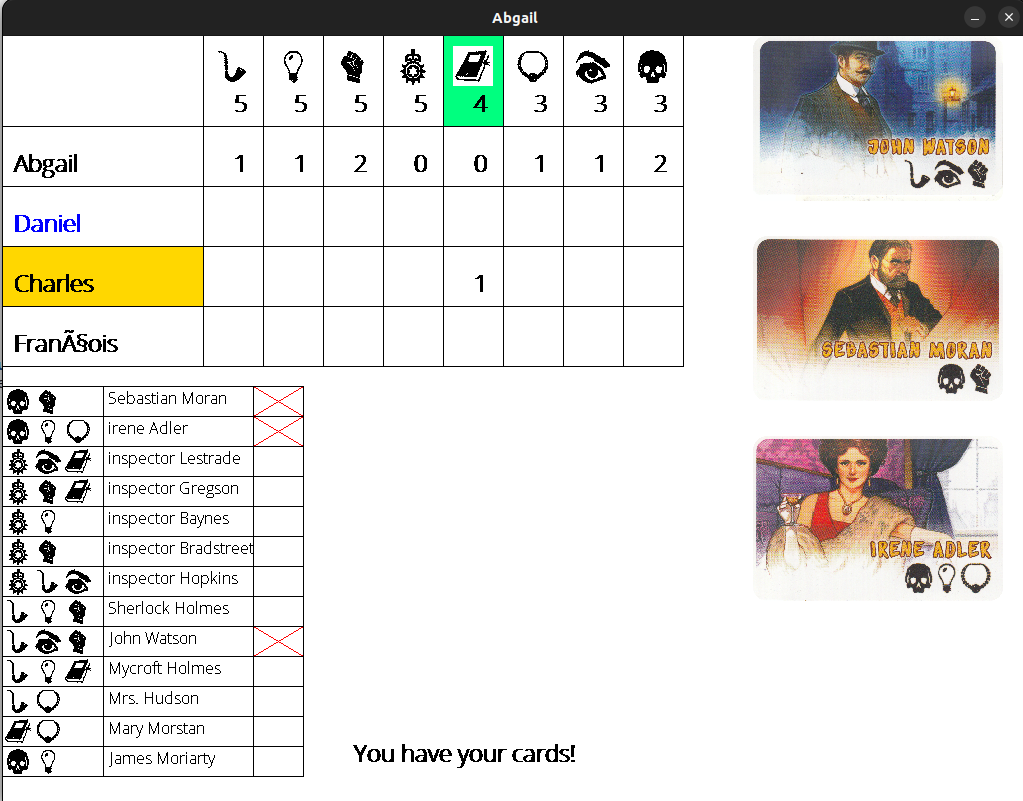 Abgail
5 5 5 5 4 3 3 3
Abgail 1 1 2 0 0 1 1 2
Daniel
Charles 1
FranÃ§ois
JOHN WATSON
SEBASTIAN MORAN
IRENE ADLER
Sebastian Moran
irene Adler
inspector Lestrade
inspector Gregson
inspector Baynes
inspector Bradstreet
inspector Hopkins
Sherlock Holmes
John Watson
Mycroft Holmes
Mrs. Hudson
Mary Morstan
James Moriarty
You have your cards!